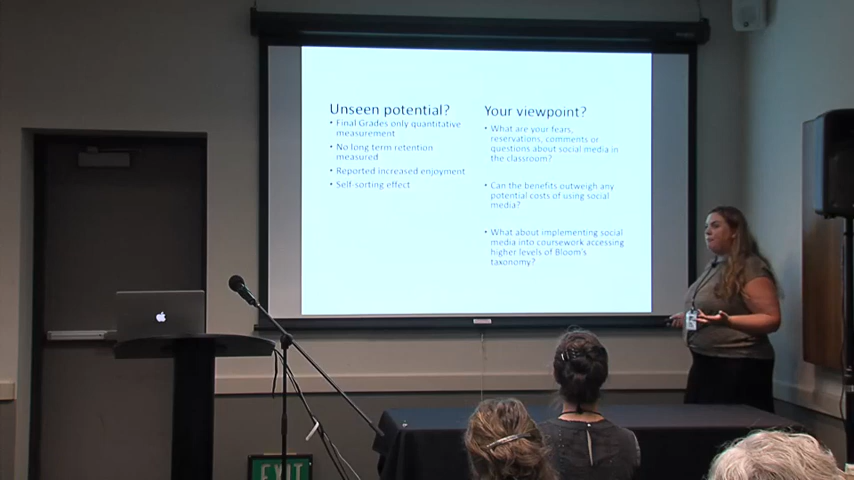 Unseen potential?
• Final Grades only quantitative
measurement
• No long term retention
measured
• Reported increased enjoyment
• Self-sorting effect
Your viewpoint?
• What are your fears,
reservations, comments or
questions about social media in
the classroom?
• Can the benefits outweigh any
potential costs of using social
media?
• What about implementing social
media into coursework accessing
higher levels of Bloom's
taxonomy?
EXIT